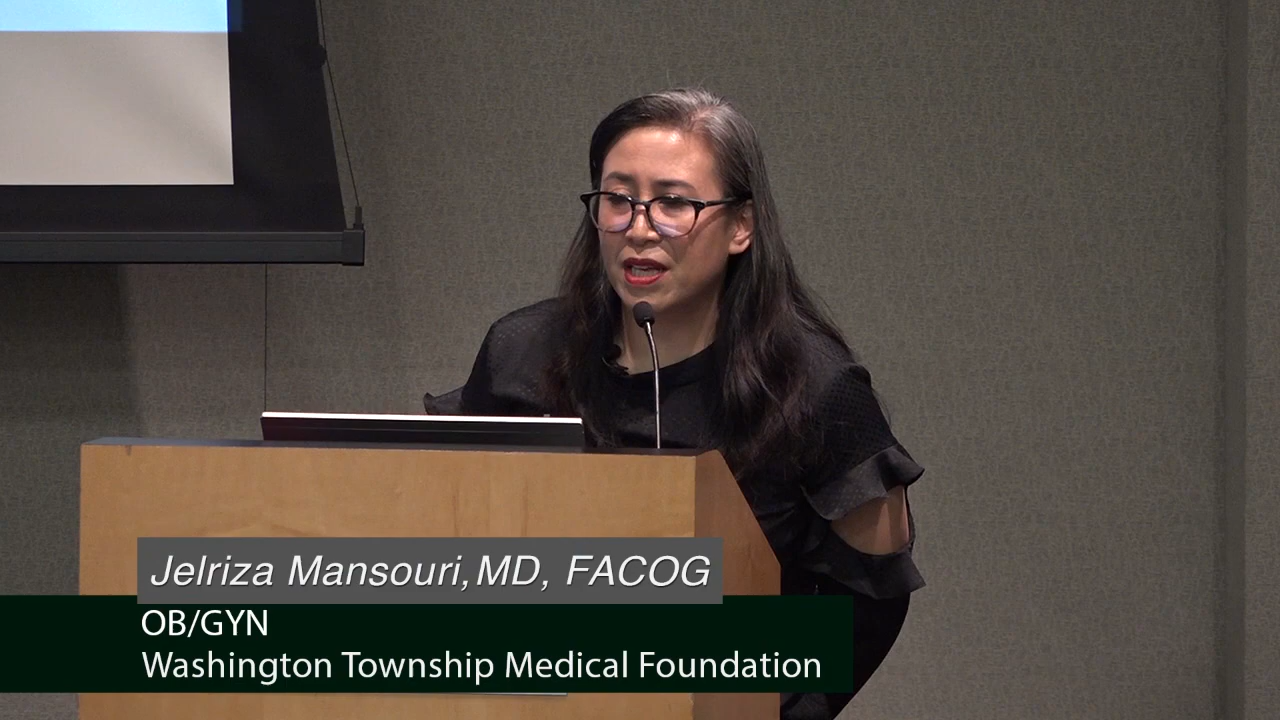 Jelriza Mansouri, MD, FACOG
OB/GYN
Washington Township Medical Foundation